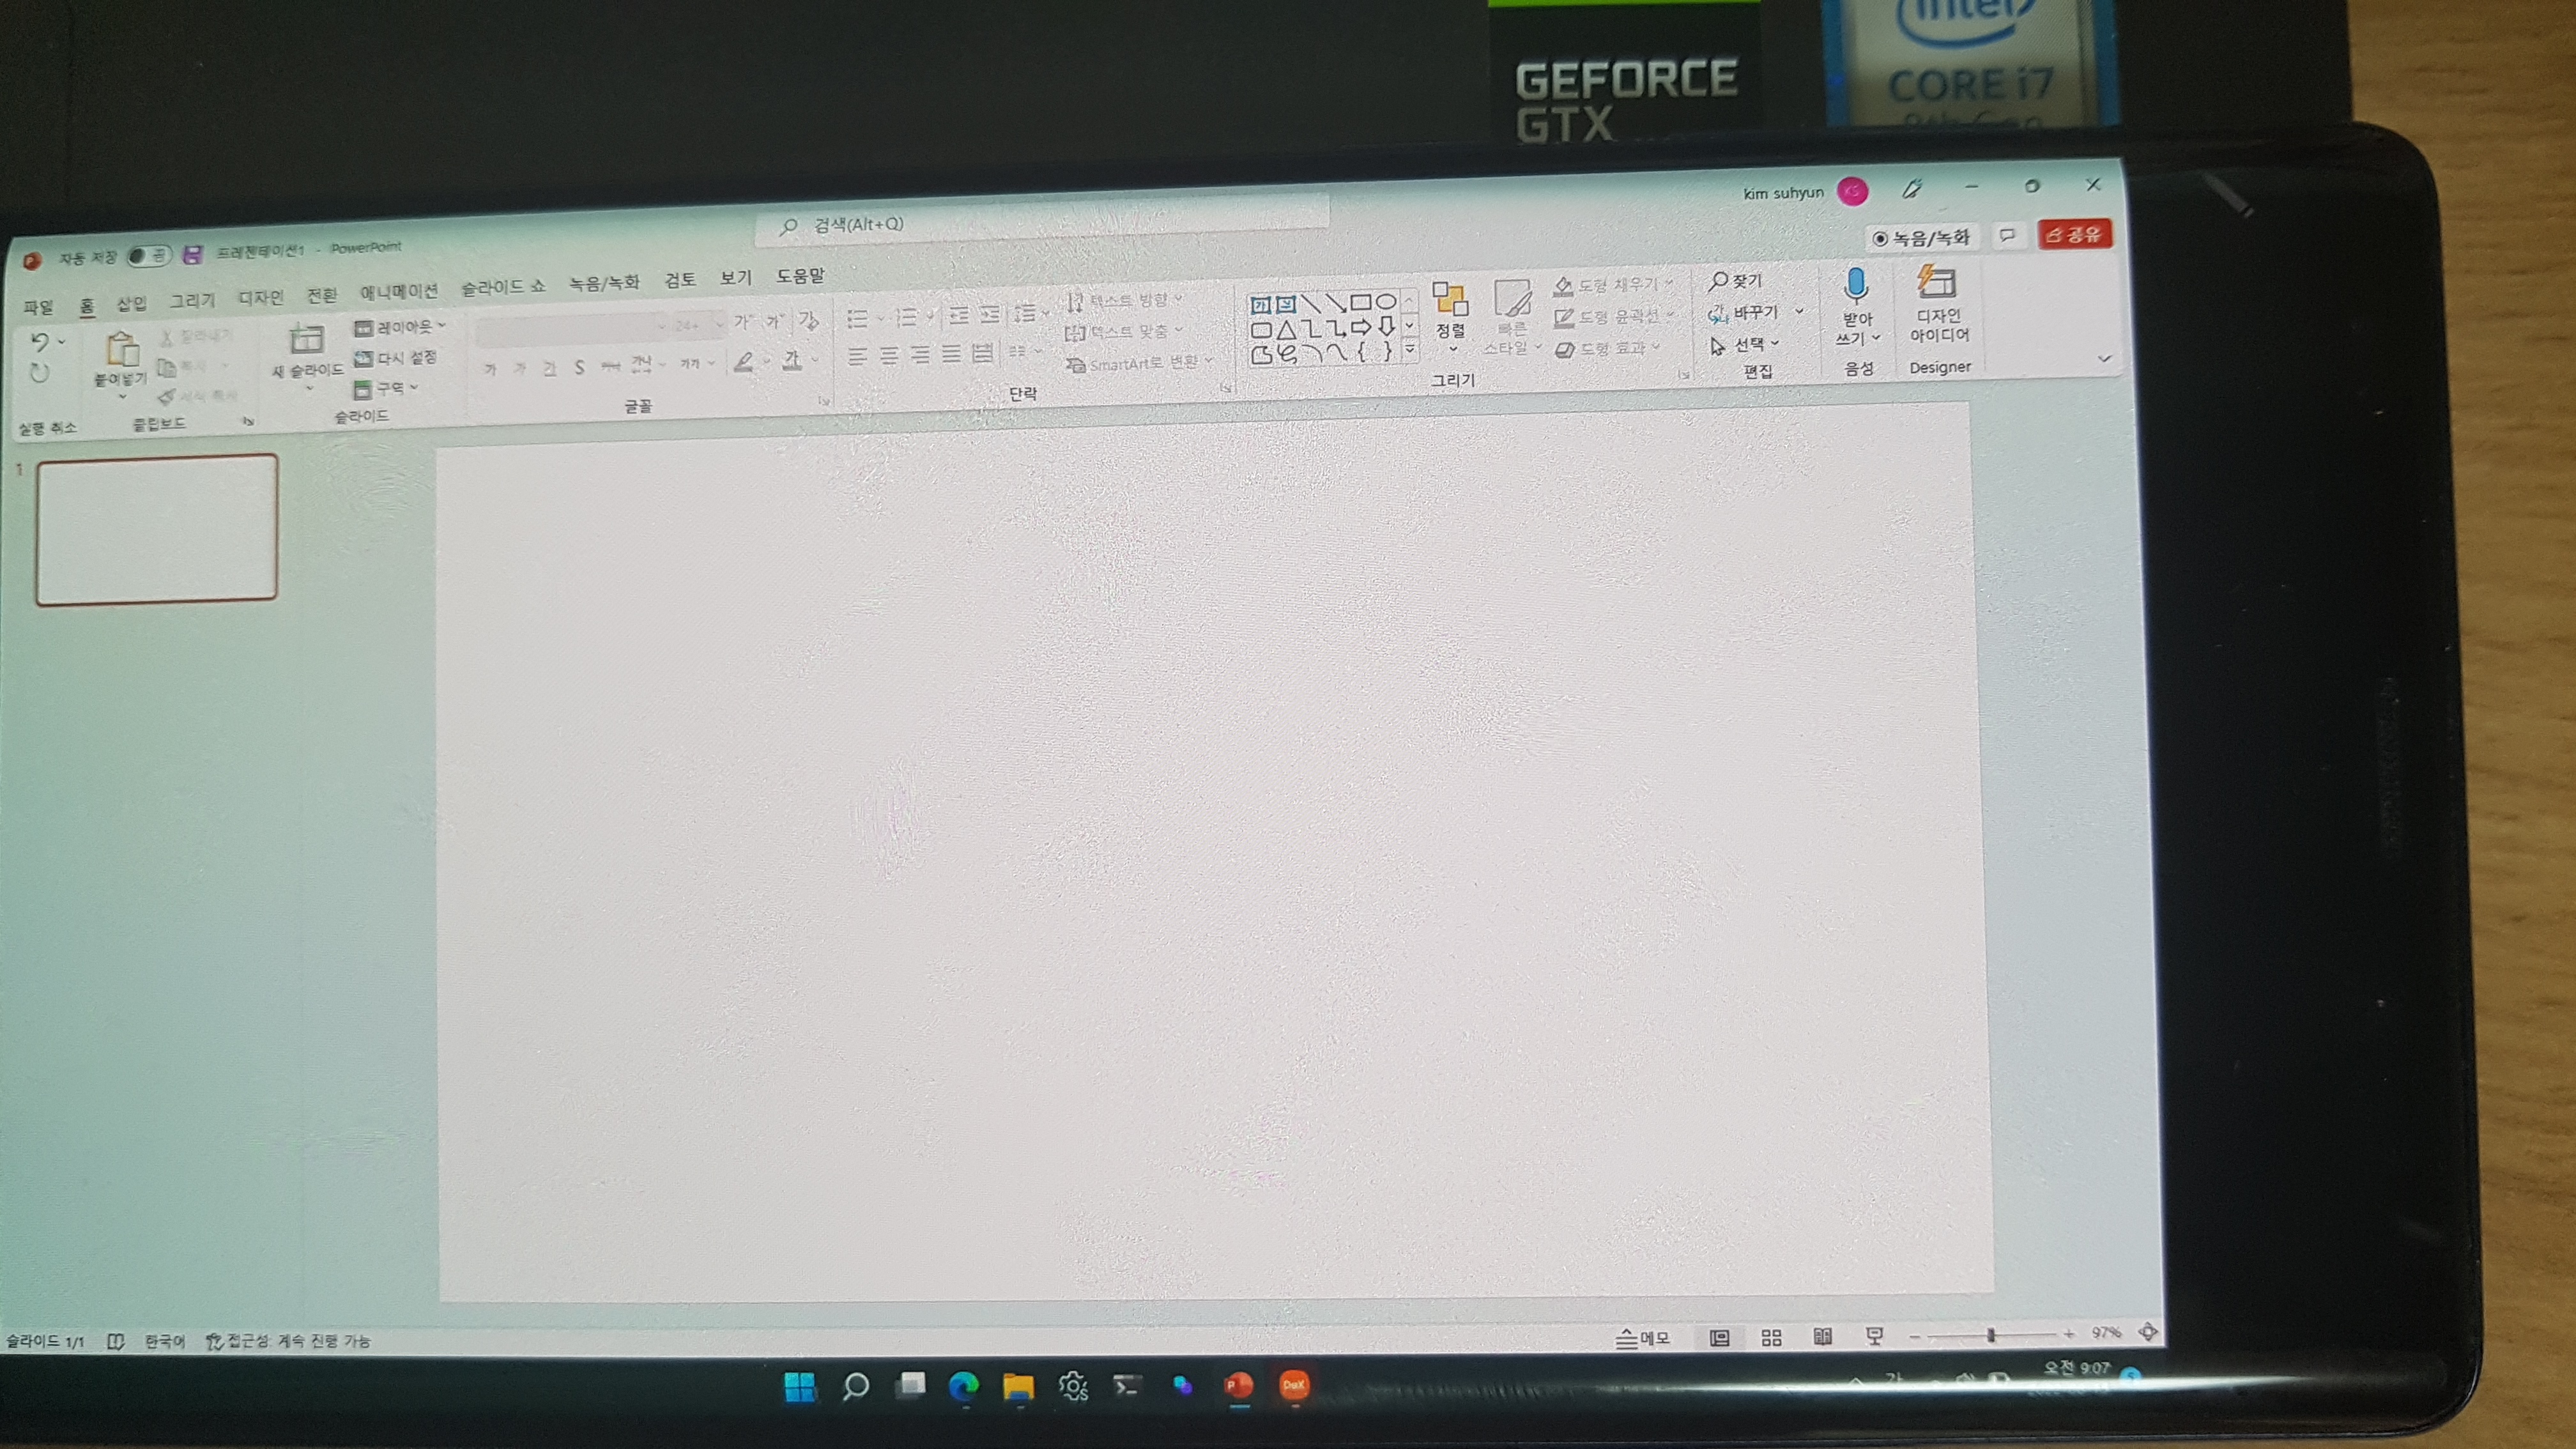 자동 저장 끔 프레젠테이션1 - PowerPoint
검색(Alt+Q)
kim suhyun KS
파일 홈 삽입 그리기 디자인 전환 애니메이션 슬라이드 쇼 녹음/녹화 검토 보기 도움말
녹음/녹화
공유
실행 취소
붙여넣기
잘라내기
복사
서식 복사
클립보드
새 슬라이드
레이아웃
다시 설정
구역
슬라이드
24+
글꼴
텍스트 방향
텍스트 맞춤
SmartArt로 변환
단락
정렬
빠른
스타일
도형 채우기
도형 윤곽선
도형 효과
그리기
찾기
바꾸기
선택
편집
받아
쓰기
음성
디자인
아이디어
Designer
1
슬라이드 1/1 한국어 접근성: 계속 진행 가능
메모
97%
DeX
오전 9:07
GEFORCE
GTX
intel
CORE i7